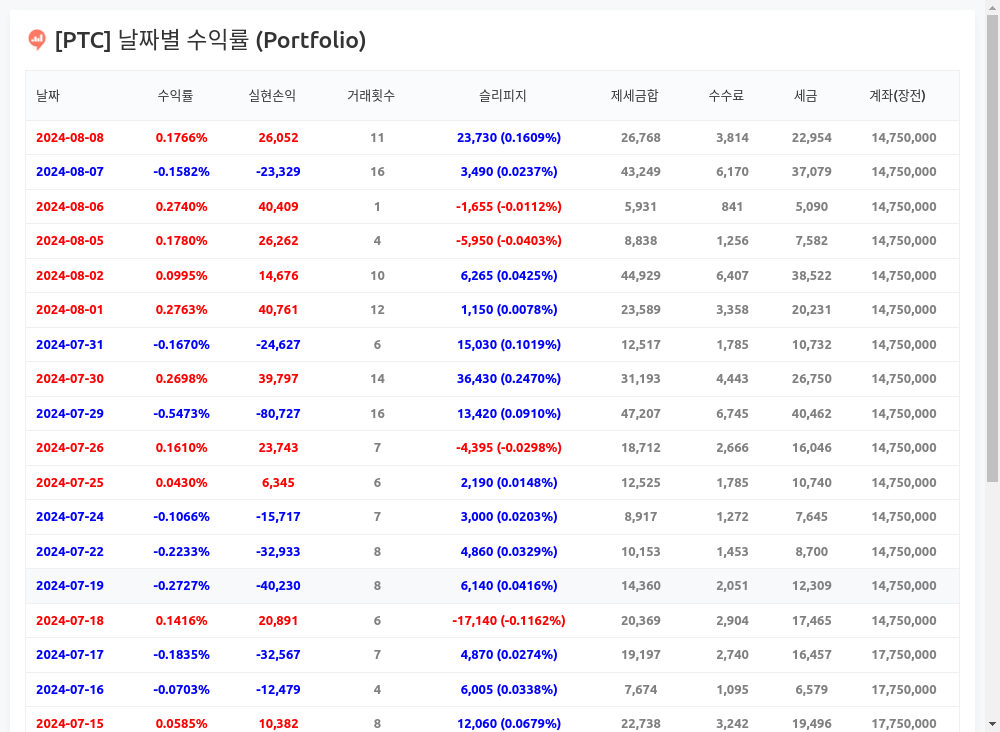 [PTC] 날짜별 수익률 (Portfolio)
날짜 수익률 실현손익 거래횟수 슬리피지 제세금합 수수료 세금 계좌(장전)
2024-08-08 0.1766% 26,052 11 23,730 (0.1609%) 26,768 3,814 22,954 14,750,000
2024-08-07 -0.1582% -23,329 16 3,490 (0.0237%) 43,249 6,170 37,079 14,750,000
2024-08-06 0.2740% 40,409 1 -1,655 (-0.0112%) 5,931 841 5,090 14,750,000
2024-08-05 0.1780% 26,262 4 -5,950 (-0.0403%) 8,838 1,256 7,582 14,750,000
2024-08-02 0.0995% 14,676 10 6,265 (0.0425%) 44,929 6,407 38,522 14,750,000
2024-08-01 0.2763% 40,761 12 1,150 (0.0078%) 23,589 3,358 20,231 14,750,000
2024-07-31 -0.1670% -24,627 6 15,030 (0.1019%) 12,517 1,785 10,732 14,750,000
2024-07-30 0.2698% 39,797 14 36,430 (0.2470%) 31,193 4,443 26,750 14,750,000
2024-07-29 -0.5473% -80,727 16 13,420 (0.0910%) 47,207 6,745 40,462 14,750,000
2024-07-26 0.1610% 23,743 7 -4,395 (-0.0298%) 18,712 2,666 16,046 14,750,000
2024-07-25 0.0430% 6,345 6 2,190 (0.0148%) 12,525 1,785 10,740 14,750,000
2024-07-24 -0.1066% -15,717 7 3,000 (0.0203%) 8,917 1,272 7,645 14,750,000
2024-07-22 -0.2233% -32,933 8 4,860 (0.0329%) 10,153 1,453 8,700 14,750,000
2024-07-19 -0.2727% -40,230 8 6,140 (0.0416%) 14,360 2,051 12,309 14,750,000
2024-07-18 0.1416% 20,891 6 -17,140 (-0.1162%) 20,369 2,904 17,465 14,750,000
2024-07-17 -0.1835% -32,567 7 4,870 (0.0274%) 19,197 2,740 16,457 17,750,000
2024-07-16 -0.0703% -12,479 4 6,005 (0.0338%) 7,674 1,095 6,579 17,750,000
2024-07-15 0.0585% 10,382 8 12,060 (0.0679%) 22,738 3,242 19,496 17,750,000